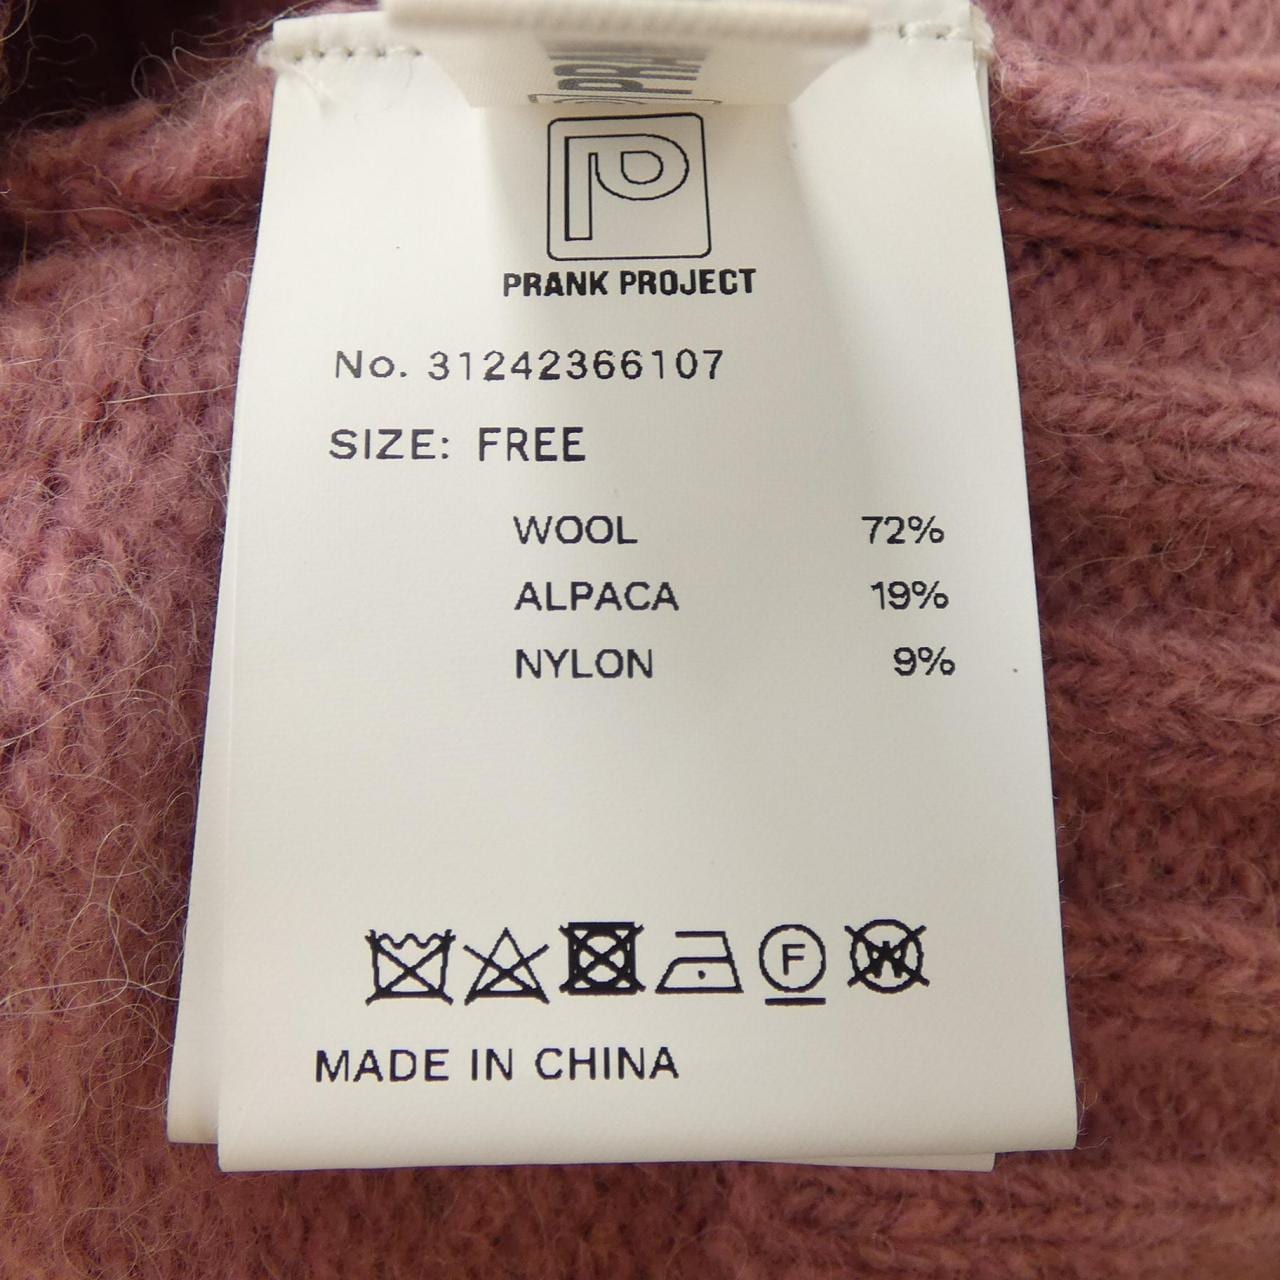 PRANK PROJECT
No. 31242366107
SIZE: FREE
WOOL 72%
ALPACA 19%
NYLON 9%
F
W
MADE IN CHINA